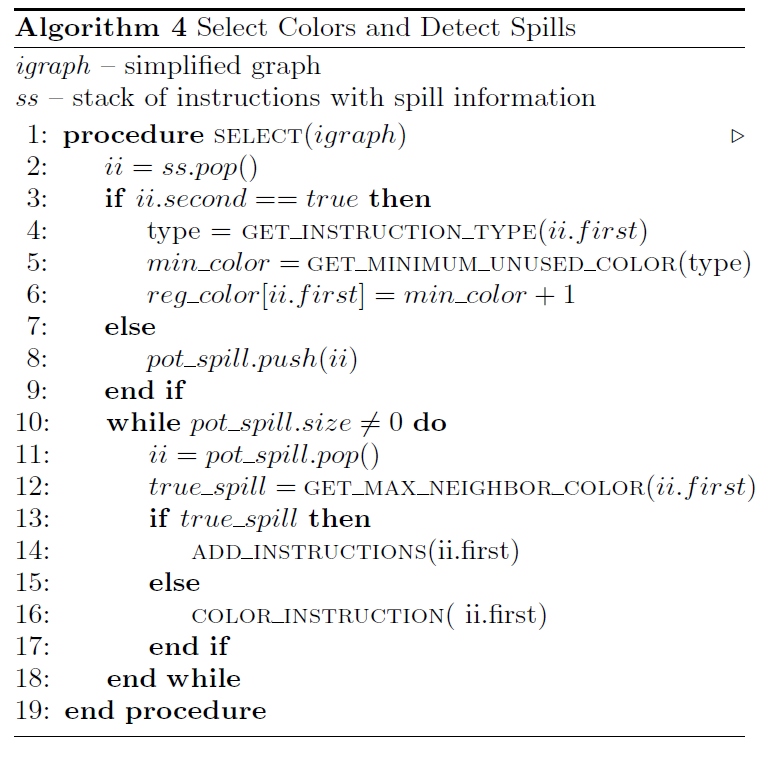 Algorithm 4 Select Colors and Detect Spills
igraph – simplified graph
ss – stack of instructions with spill information
1: procedure SELECT(igraph) ▷
2: ii = ss.pop()
3: if ii.second == true then
4: type = GET_INSTRUCTION_TYPE(ii.first)
5: min_color = GET_MINIMUM_UNUSED_COLOR(type)
6: reg_color[ii.first] = min_color + 1
7: else
8: pot_spill.push(ii)
9: end if
10: while pot_spill.size ≠ 0 do
11: ii = pot_spill.pop()
12: true_spill = GET_MAX_NEIGHBOR_COLOR(ii.first)
13: if true_spill then
14: ADD_INSTRUCTIONS(ii.first)
15: else
16: COLOR_INSTRUCTION( ii.first)
17: end if
18: end while
19: end procedure